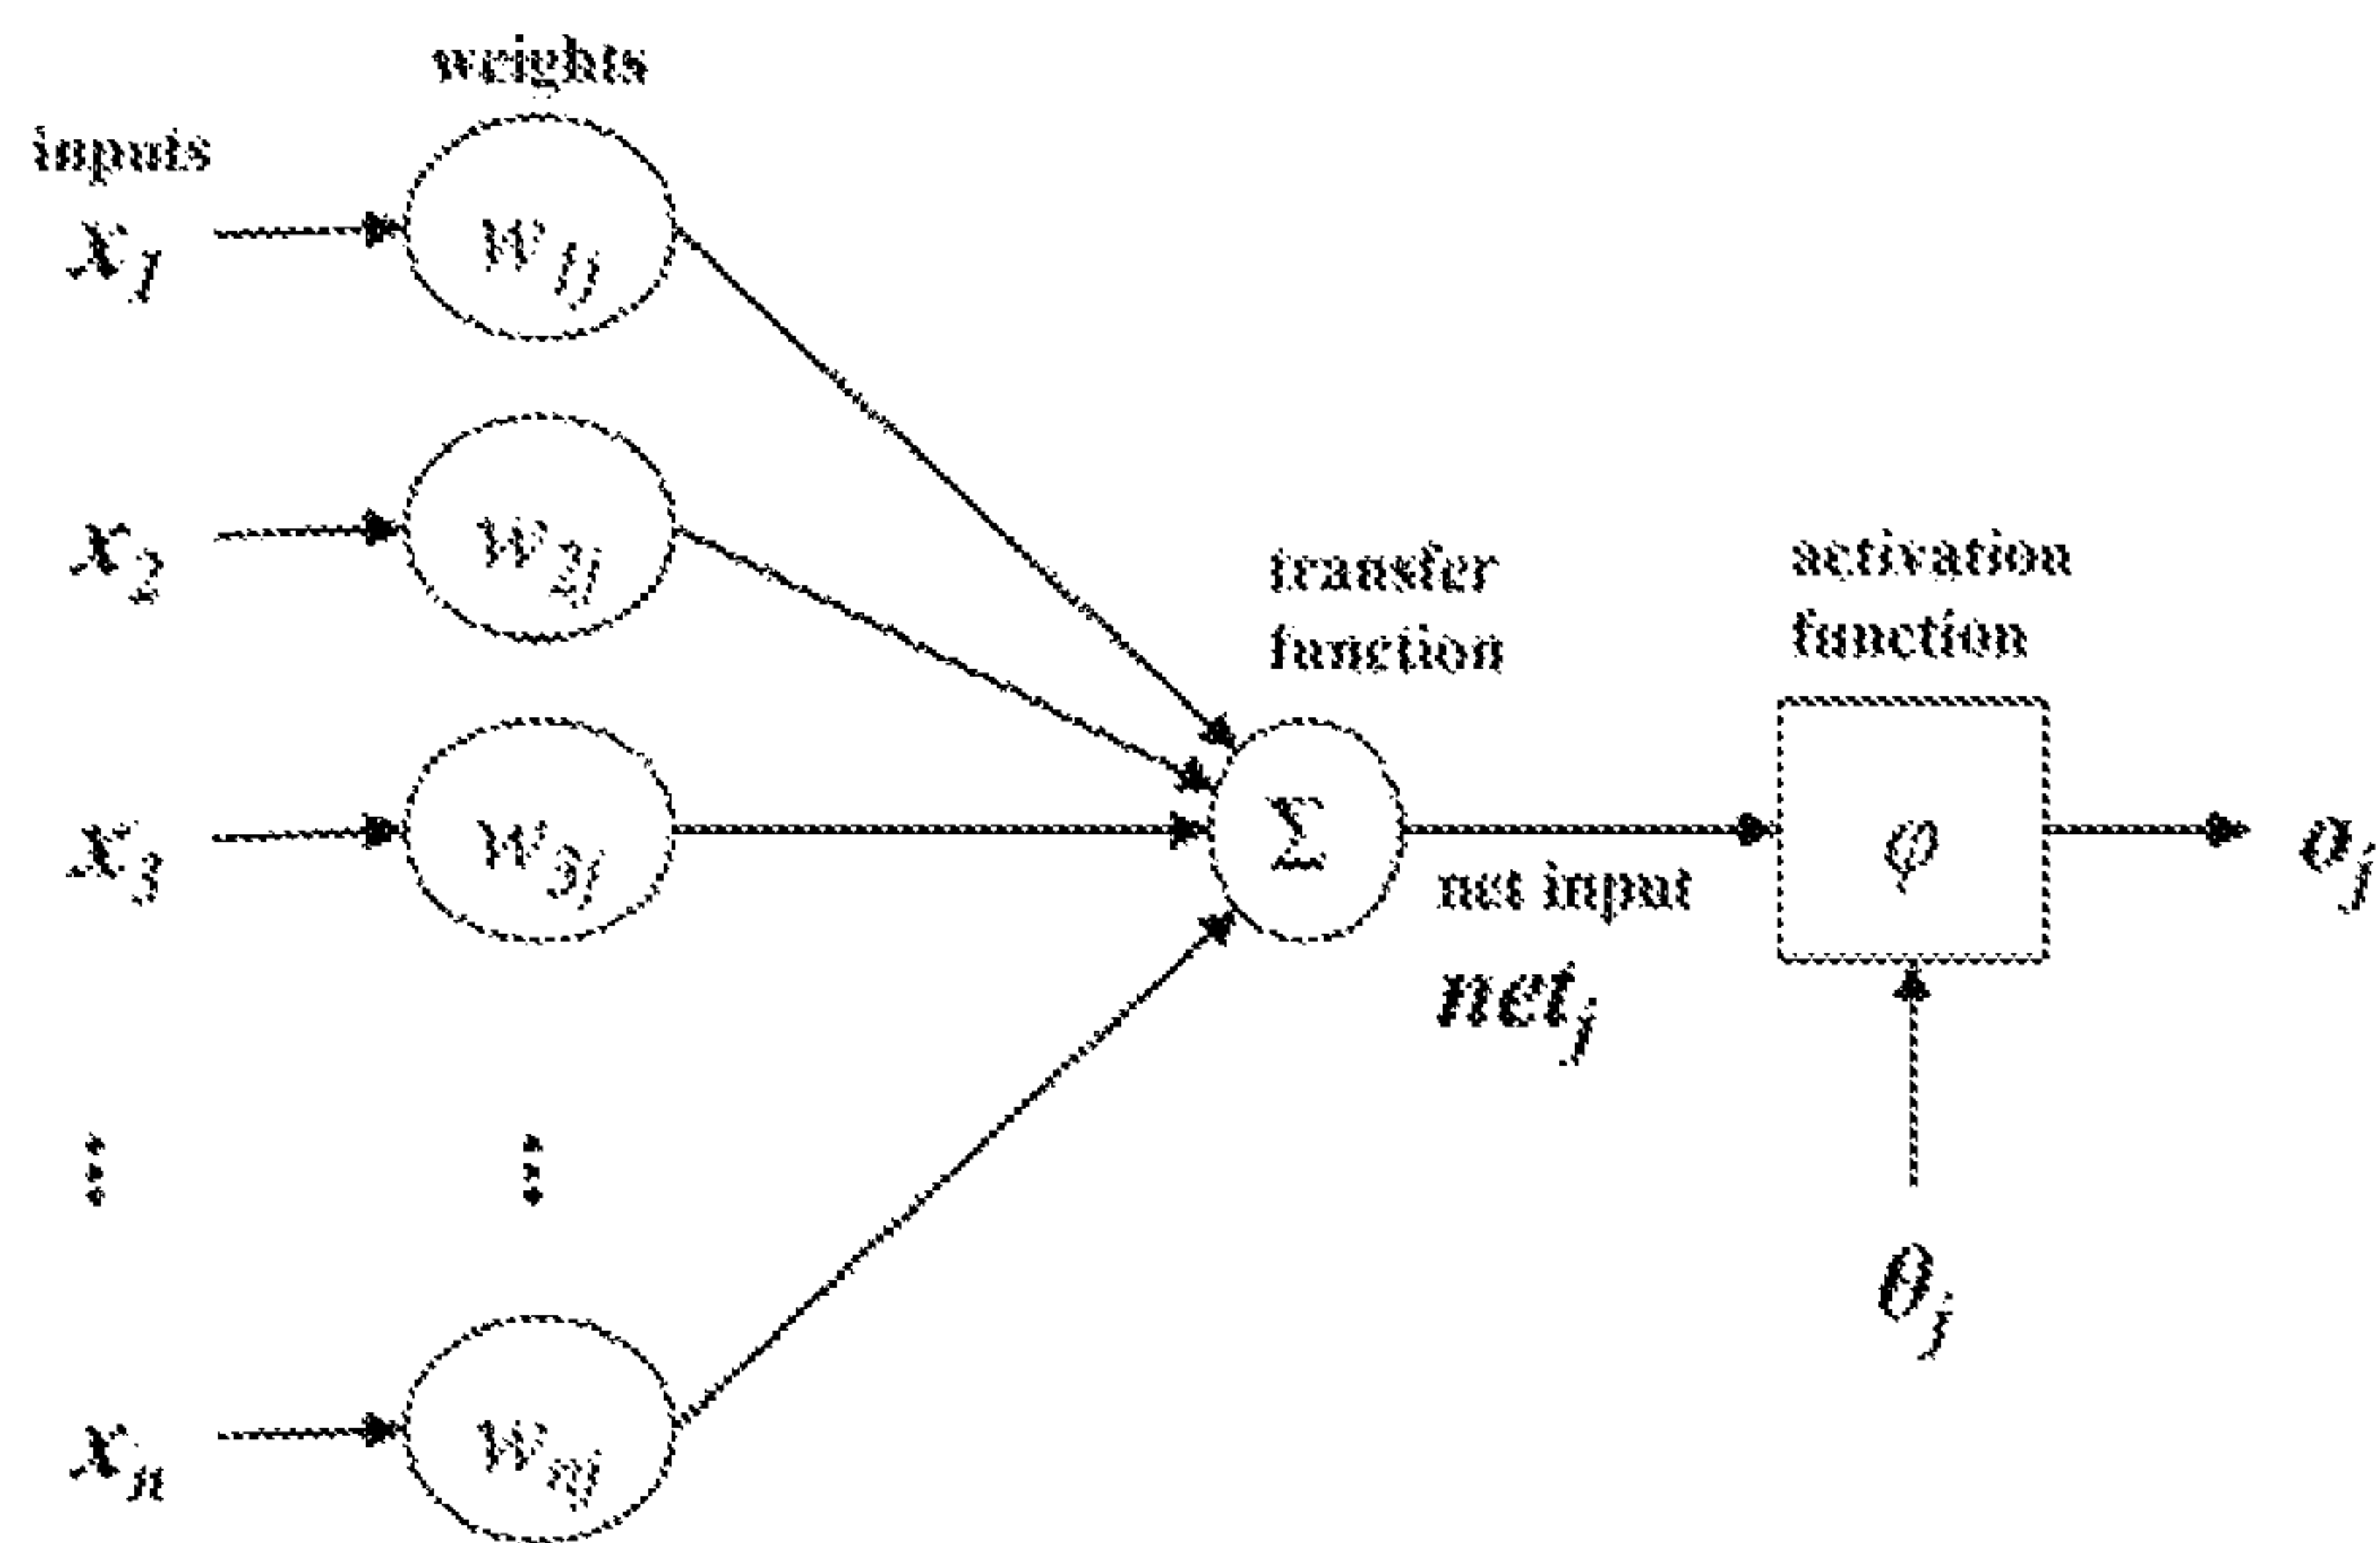 weights
inputs
x1
w1j
x2
w2j
transfer
function
activation
function
x3
w3j
Σ
net input
netj
φ
oj
⋮
⋮
θj
xn
wnj